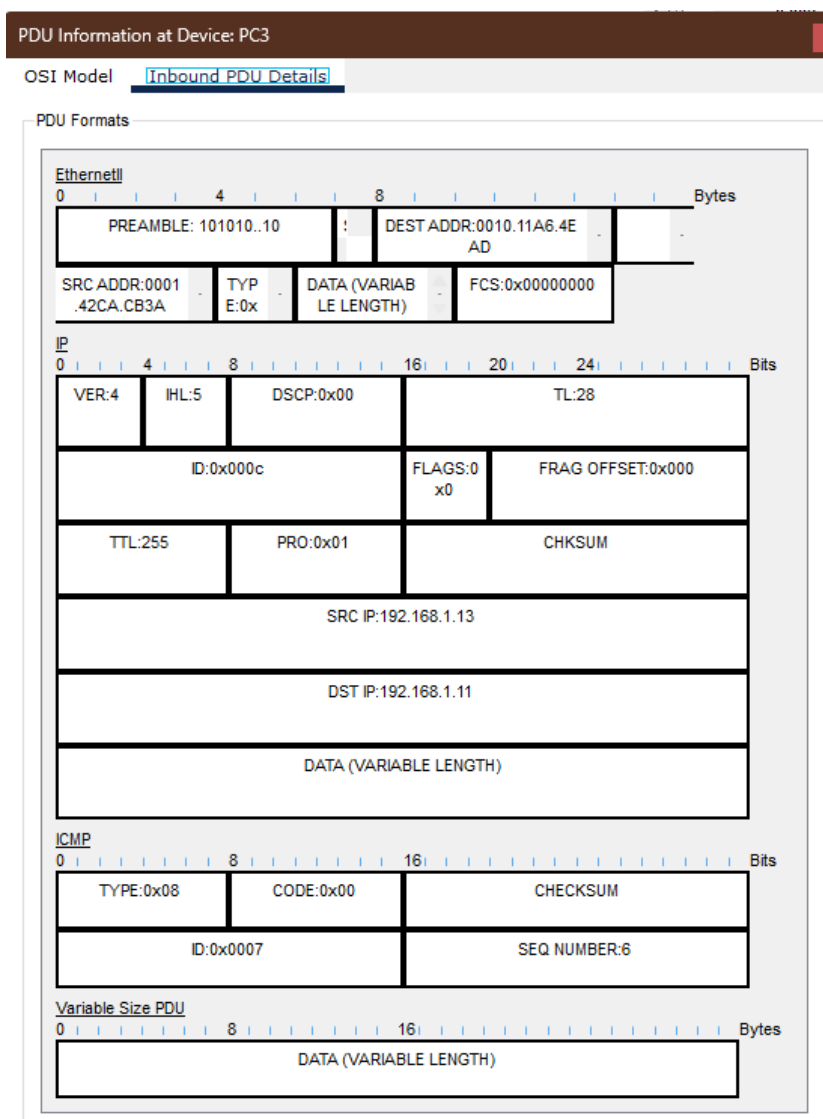 PDU Information at Device: PC3
OSI Model Inbound PDU Details
PDU Formats
EthernetII
0 4 8 Bytes
PREAMBLE: 101010..10 DEST ADDR:0010.11A6.4E
AD
SRC ADDR:0001 TYP DATA (VARIAB FCS:0x00000000
.42CA.CB3A E:0x LE LENGTH)
IP
0 4 8 16 20 24 Bits
VER:4 IHL:5 DSCP:0x00 TL:28
ID:0x000c FLAGS:0 FRAG OFFSET:0x000
x0
TTL:255 PRO:0x01 CHKSUM
SRC IP:192.168.1.13
DST IP:192.168.1.11
DATA (VARIABLE LENGTH)
ICMP
0 8 16 Bits
TYPE:0x08 CODE:0x00 CHECKSUM
ID:0x0007 SEQ NUMBER:6
Variable Size PDU
0 8 16 Bytes
DATA (VARIABLE LENGTH)